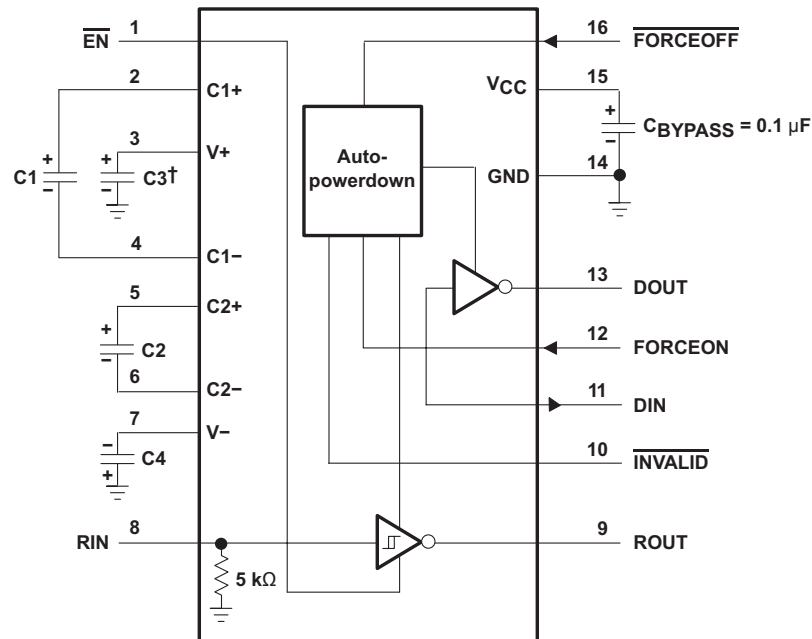 1
EN
16
FORCEOFF
2
C1+
15
VCC
+
−
CBYPASS = 0.1 µF
3
V+
+
−
C3†
+
−
C1
Auto-
powerdown
14
GND
4
C1−
13
DOUT
5
C2+
+
−
C2
12
FORCEON
6
C2−
11
DIN
7
V−
−
+
C4
10
INVALID
8
RIN
9
ROUT
5 kΩ